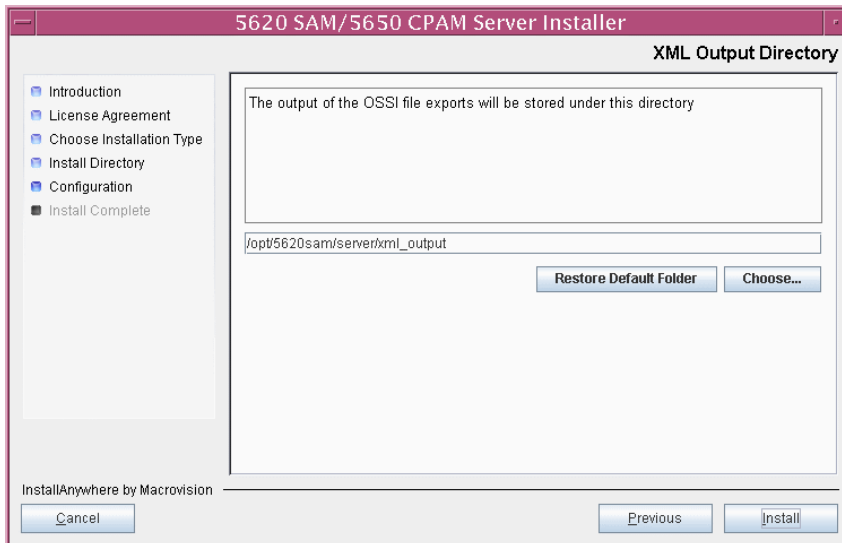 5620 SAM/5650 CPAM Server Installer
XML Output Directory
Introduction
License Agreement
Choose Installation Type
Install Directory
Configuration
Install Complete
The output of the OSSI file exports will be stored under this directory
/opt/5620sam/server/xml_output
Restore Default Folder
Choose...
InstallAnywhere by Macrovision
Cancel
Previous
Install